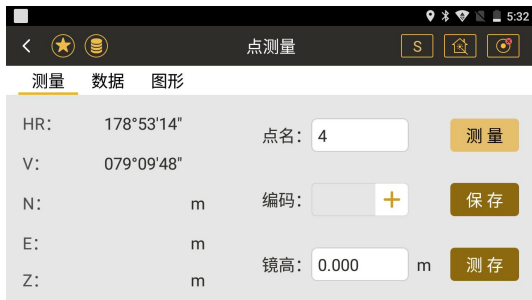 5:32
点测量
S
测量 数据 图形
HR: 178°53'14"
点名: 4
测量
V: 079°09'48"
N: m
编码: +
保存
E: m
镜高: 0.000 m
测存
Z: m